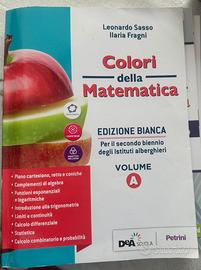 Leonardo Sasso
Ilaria Fragni
Colori
della
Matematica
EDIZIONE BIANCA
Per il secondo biennio
degli Istituti alberghieri
VOLUME
A
• Piano cartesiano, rette e coniche
• Complementi di algebra
• Funzioni esponenziali
e logaritmiche
• Introduzione alla trigonometria
• Limiti e continuità
• Calcolo differenziale
• Statistica
• Calcolo combinatorio e probabilità
DeA SCUOLA
Petrini